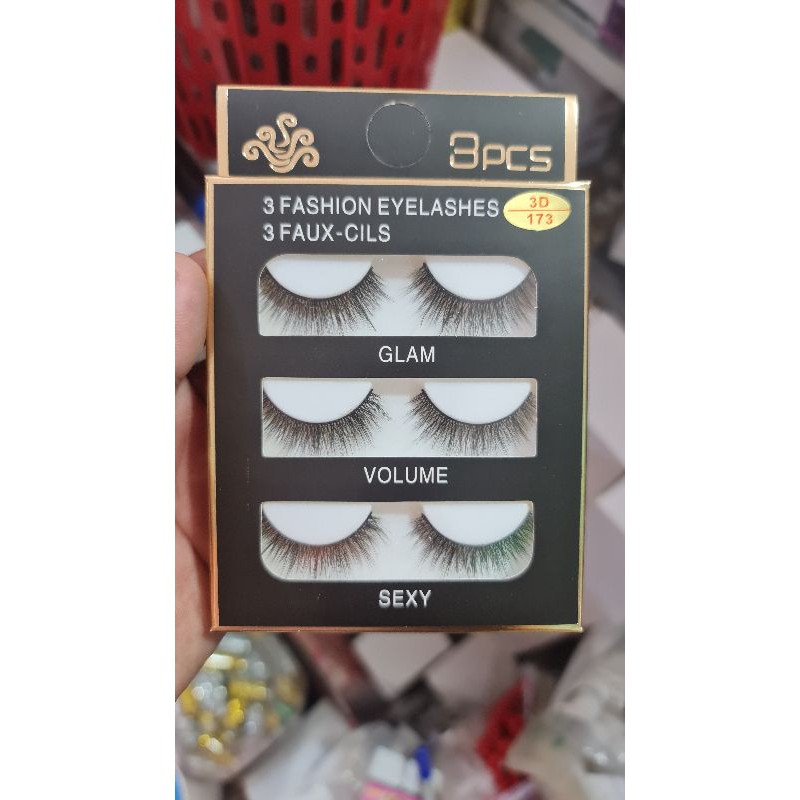 3PCS
3 FASHION EYELASHES
3 FAUX-CILS
3D
173
GLAM
VOLUME
SEXY